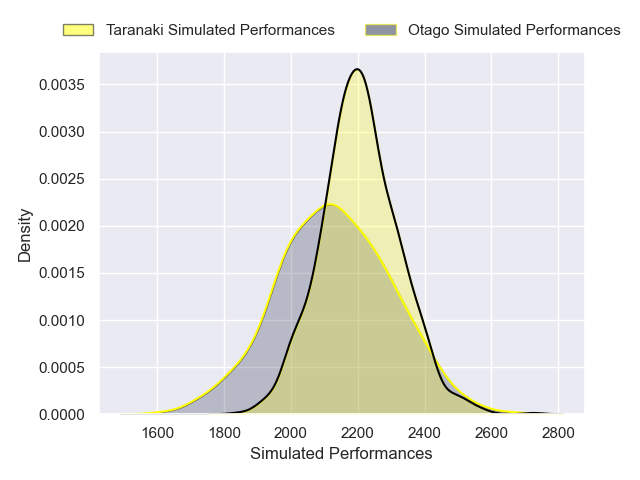 Taranaki Simulated Performances
Otago Simulated Performances
Density
0.0035
0.0030
0.0025
0.0020
0.0015
0.0010
0.0005
0.0000
1600 1800 2000 2200 2400 2600 2800
Simulated Performances